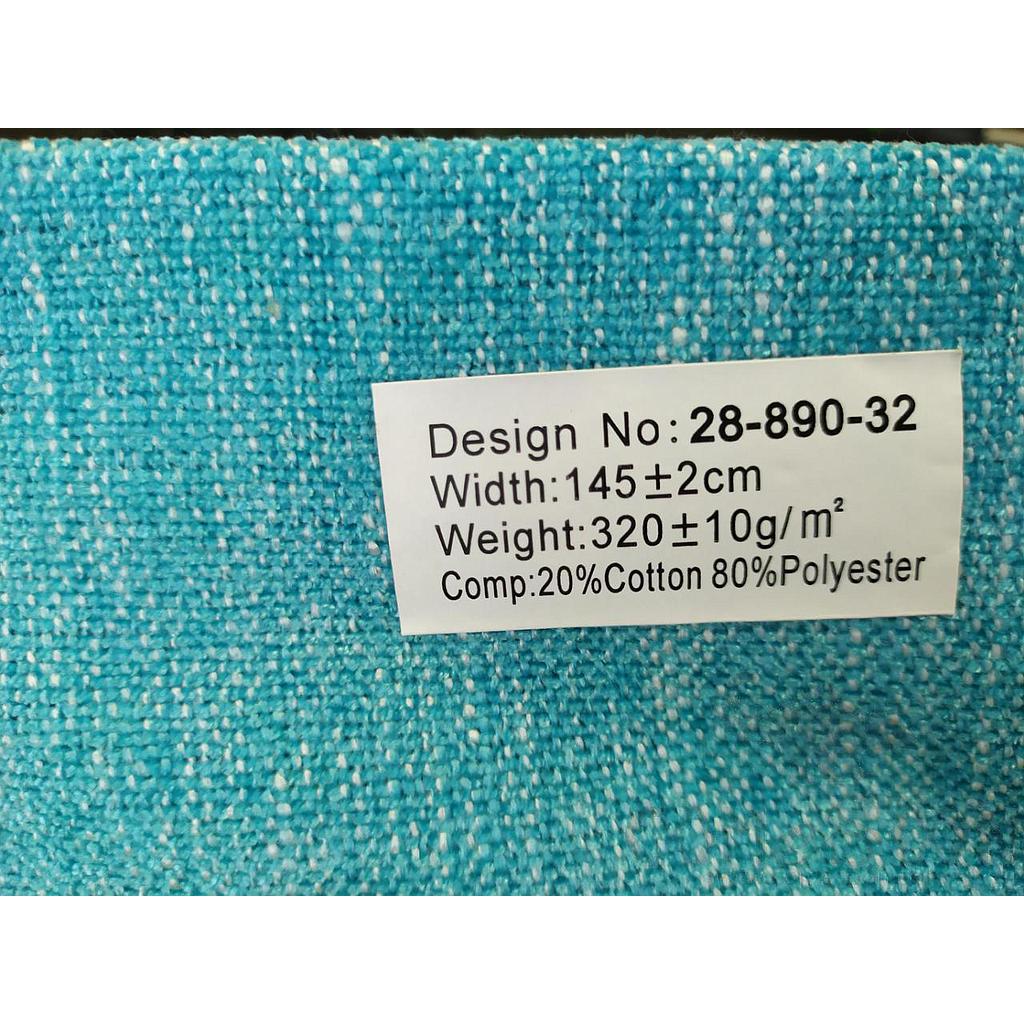 Design No:28-890-32
Width:145±2cm
Weight:320±10g/m²
Comp:20%Cotton 80%Polyester